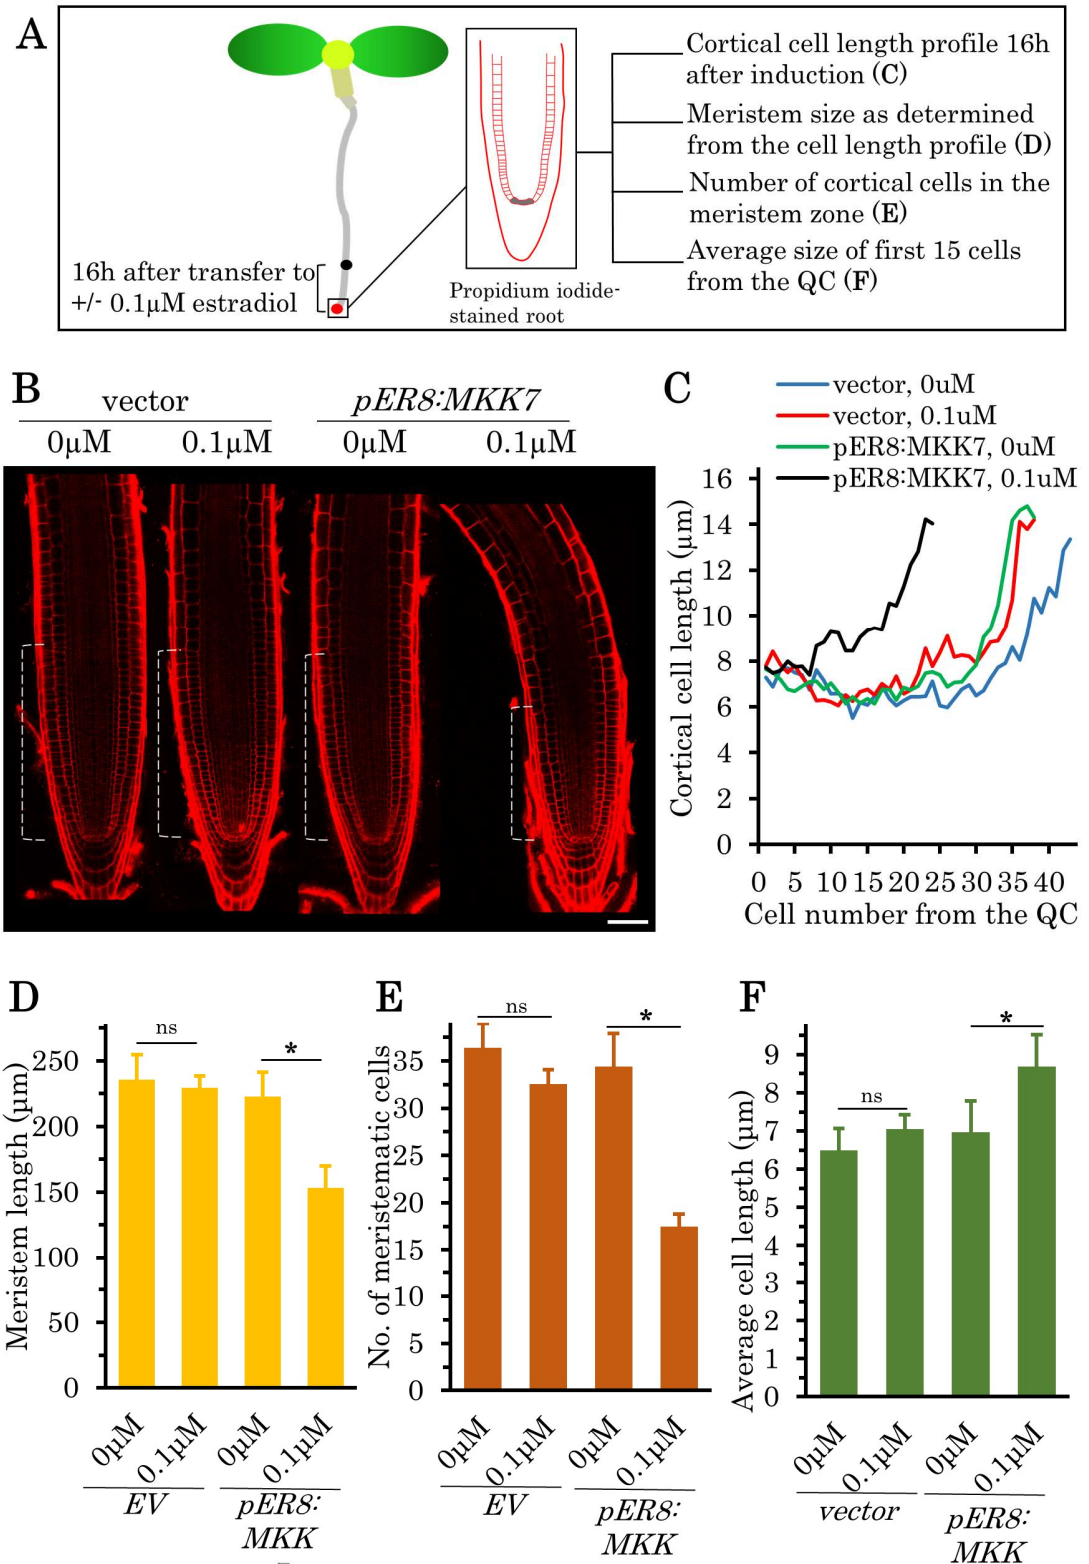 A
Cortical cell length profile 16h
after induction (C)
Meristem size as determined
from the cell length profile (D)
Number of cortical cells in the
meristem zone (E)
Average size of first 15 cells
from the QC (F)
16h after transfer to
+/- 0.1µM estradiol
Propidium iodide-
stained root
B
vector
pER8:MKK7
0µM
0.1µM
0µM
0.1µM
C
vector, 0uM
vector, 0.1uM
pER8:MKK7, 0uM
pER8:MKK7, 0.1uM
Cortical cell length (µm)
16
14
12
10
8
6
4
2
0
0 5 10 15 20 25 30 35 40
Cell number from the QC
D
Meristem length (µm)
250
200
150
100
50
0
ns
*
0µM
0.1µM
0µM
0.1µM
EV
pER8:
MKK
E
No. of meristematic cells
35
30
25
20
15
10
5
0
ns
*
0µM
0.1µM
0µM
0.1µM
EV
pER8:
MKK
F
Average cell length (µm)
9
8
7
6
5
4
3
2
1
0
ns
*
0µM
0.1µM
0µM
0.1µM
vector
pER8:
MKK